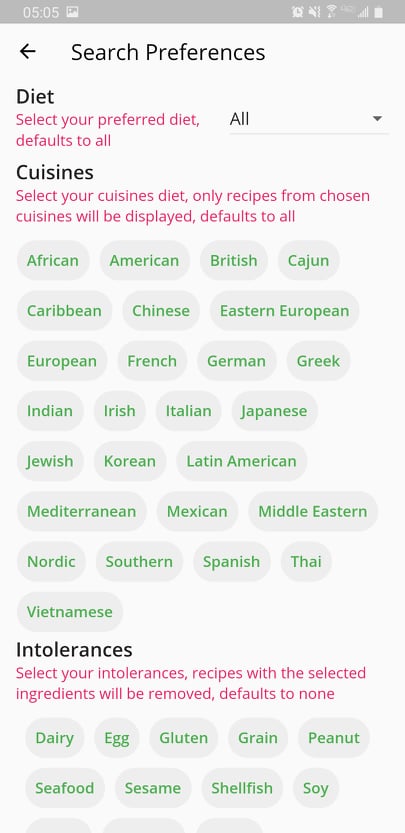 05:05
Search Preferences
Diet
Select your preferred diet,
defaults to all
All
Cuisines
Select your cuisines diet, only recipes from chosen
cuisines will be displayed, defaults to all
African American British Cajun
Caribbean Chinese Eastern European
European French German Greek
Indian Irish Italian Japanese
Jewish Korean Latin American
Mediterranean Mexican Middle Eastern
Nordic Southern Spanish Thai
Vietnamese
Intolerances
Select your intolerances, recipes with the selected
ingredients will be removed, defaults to none
Dairy Egg Gluten Grain Peanut
Seafood Sesame Shellfish Soy